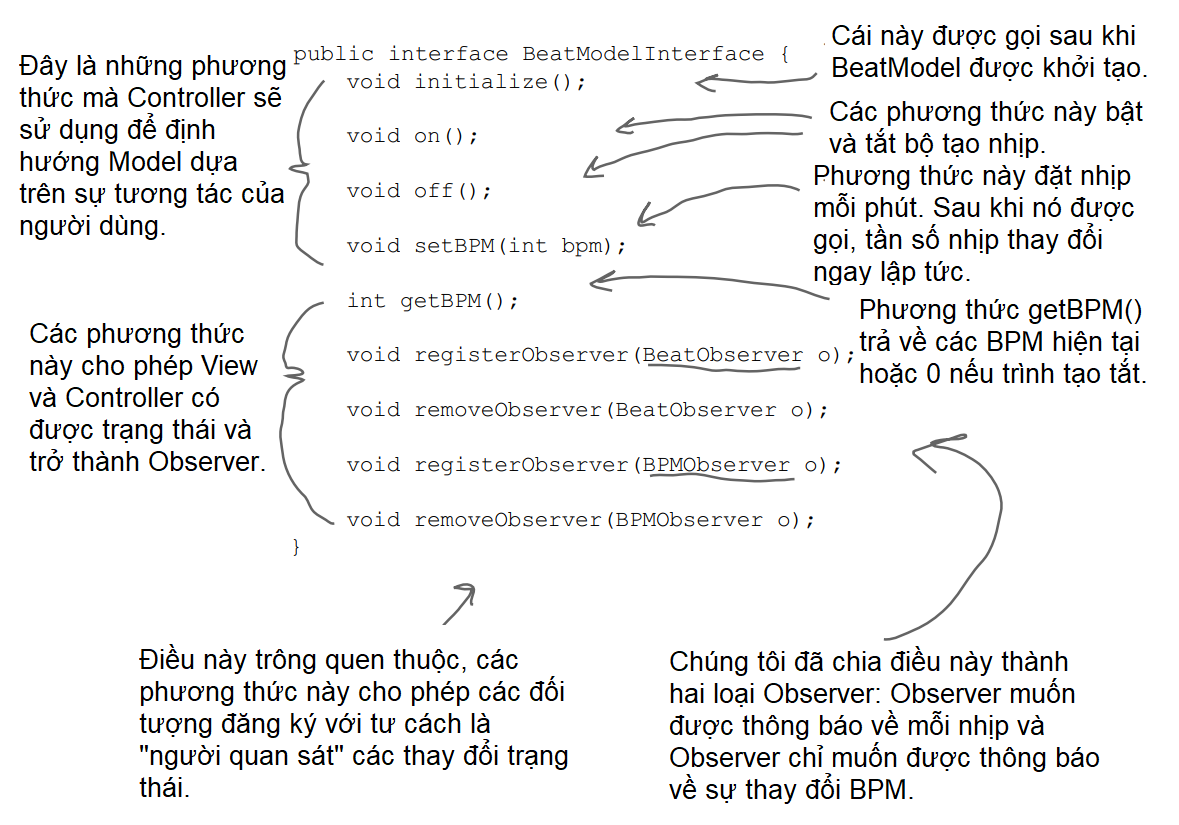 Đây là những phương
thức mà Controller sẽ
sử dụng để định
hướng Model dựa
trên sự tương tác của
người dùng.
public interface BeatModelInterface {
void initialize();
void on();
void off();
void setBPM(int bpm);
int getBPM();
void registerObserver(BeatObserver o);
void removeObserver(BeatObserver o);
void registerObserver(BPMObserver o);
void removeObserver(BPMObserver o);
}
Cái này được gọi sau khi
BeatModel được khởi tạo.
Các phương thức này bật
và tắt bộ tạo nhịp.
Phương thức này đặt nhịp
mỗi phút. Sau khi nó được
gọi, tần số nhịp thay đổi
ngay lập tức.
Phương thức getBPM()
trả về các BPM hiện tại
hoặc 0 nếu trình tạo tắt.
Các phương thức
này cho phép View
và Controller có
được trạng thái và
trở thành Observer.
Điều này trông quen thuộc, các
phương thức này cho phép các đối
tượng đăng ký với tư cách là
"người quan sát" các thay đổi trạng
thái.
Chúng tôi đã chia điều này thành
hai loại Observer: Observer muốn
được thông báo về mỗi nhịp và
Observer chỉ muốn được thông báo
về sự thay đổi BPM.